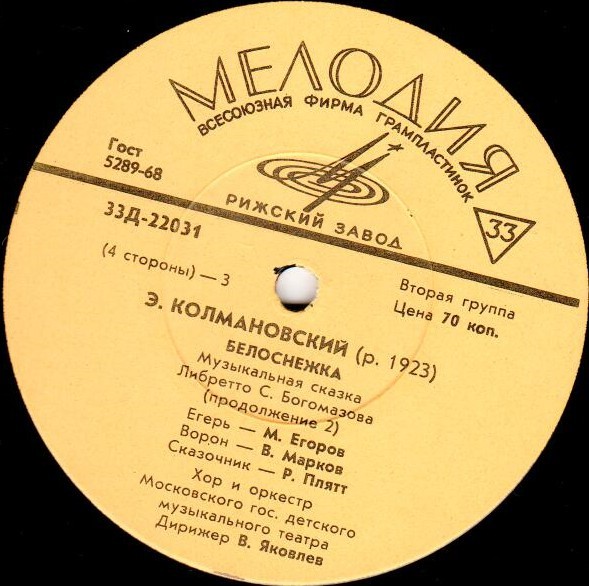 МЕЛОДИЯ
ВСЕСОЮЗНАЯ ФИРМА ГРАМПЛАСТИНОК
Гост
5289-68
РИЖСКИЙ ЗАВОД
33
33Д-22031
(4 стороны) — 3
Вторая группа
Цена 70 коп.
Э. КОЛМАНОВСКИЙ (р. 1923)
БЕЛОСНЕЖКА
Музыкальная сказка
Либретто С. Богомазова
(продолжение 2)
Егерь — М. Егоров
Ворон — В. Марков
Сказочник — Р. Плятт
Хор и оркестр
Московского гос. детского
музыкального театра
Дирижер В. Яковлев